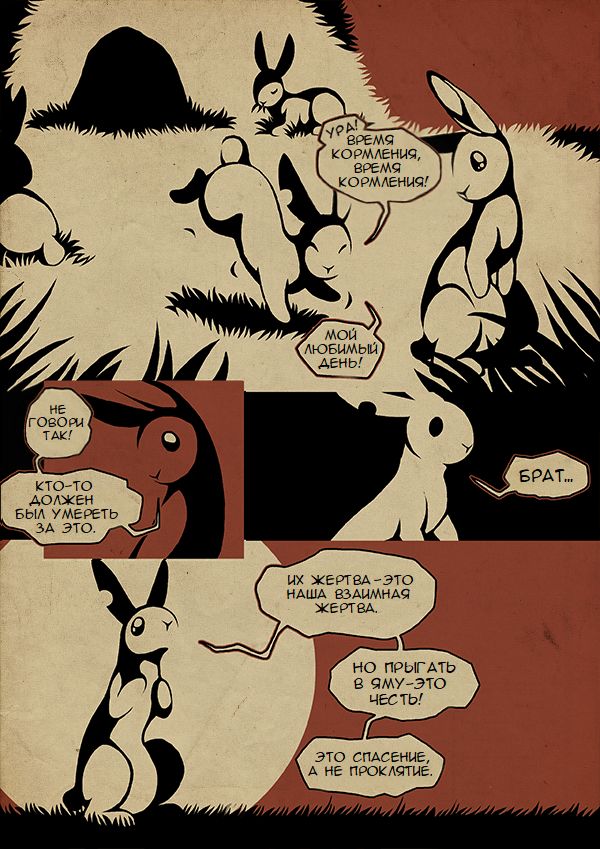 УРА!
ВРЕМЯ
КОРМЛЕНИЯ,
ВРЕМЯ
КОРМЛЕНИЯ!
МОЙ
ЛЮБИМЫЙ
ДЕНЬ!
НЕ
ГОВОРИ
ТАК!
КТО-ТО
ДОЛЖЕН
БЫЛ УМЕРЕТЬ
ЗА ЭТО.
БРАТ...
ИХ ЖЕРТВА-ЭТО
НАША ВЗАИМНАЯ
ЖЕРТВА.
НО ПРЫГАТЬ
В ЯМУ-ЭТО
ЧЕСТЬ!
ЭТО СПАСЕНИЕ,
А НЕ ПРОКЛЯТИЕ.